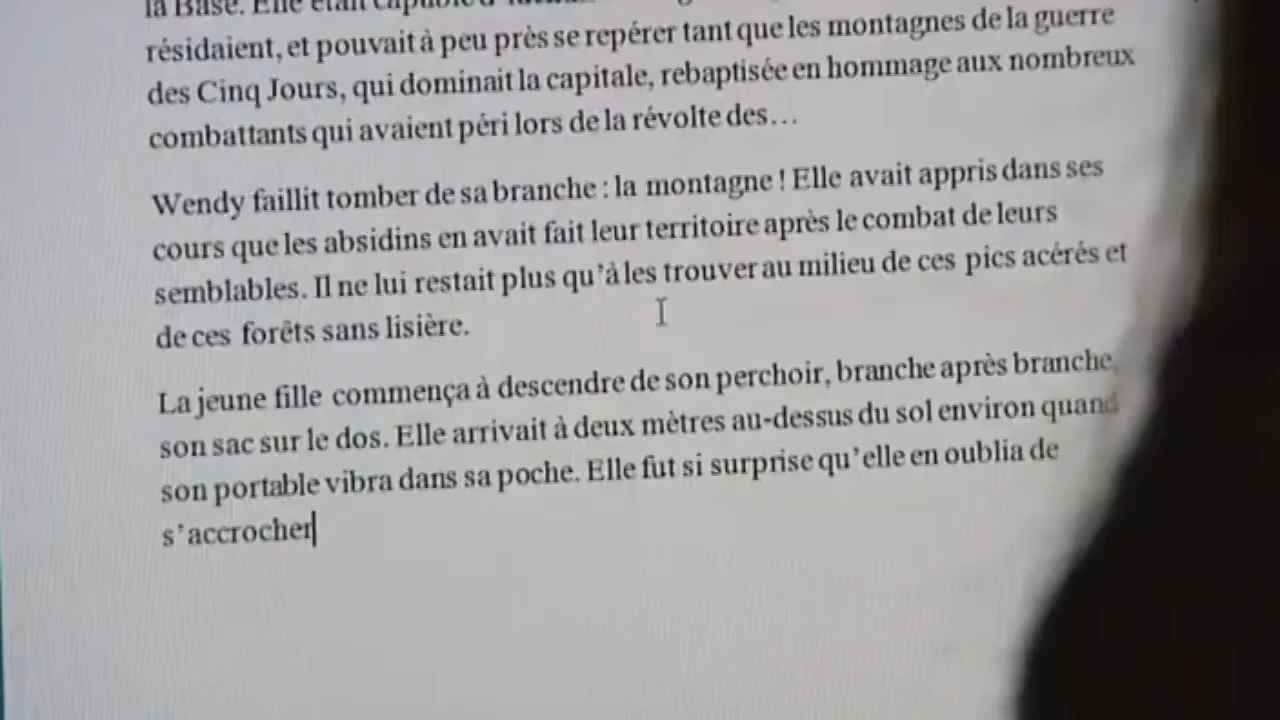 la Base. Elle était capable
résidaient, et pouvait à peu près se repérer tant que les montagnes de la guerre
des Cinq Jours, qui dominait la capitale, rebaptisée en hommage aux nombreux
combattants qui avaient péri lors de la révolte des…
Wendy faillit tomber de sa branche : la montagne ! Elle avait appris dans ses
cours que les absidins en avait fait leur territoire après le combat de leurs
semblables. Il ne lui restait plus qu’à les trouver au milieu de ces pics acérés et
de ces forêts sans lisière.
La jeune fille commença à descendre de son perchoir, branche après branche,
son sac sur le dos. Elle arrivait à deux mètres au-dessus du sol environ quand
son portable vibra dans sa poche. Elle fut si surprise qu’elle en oublia de
s’accrocher